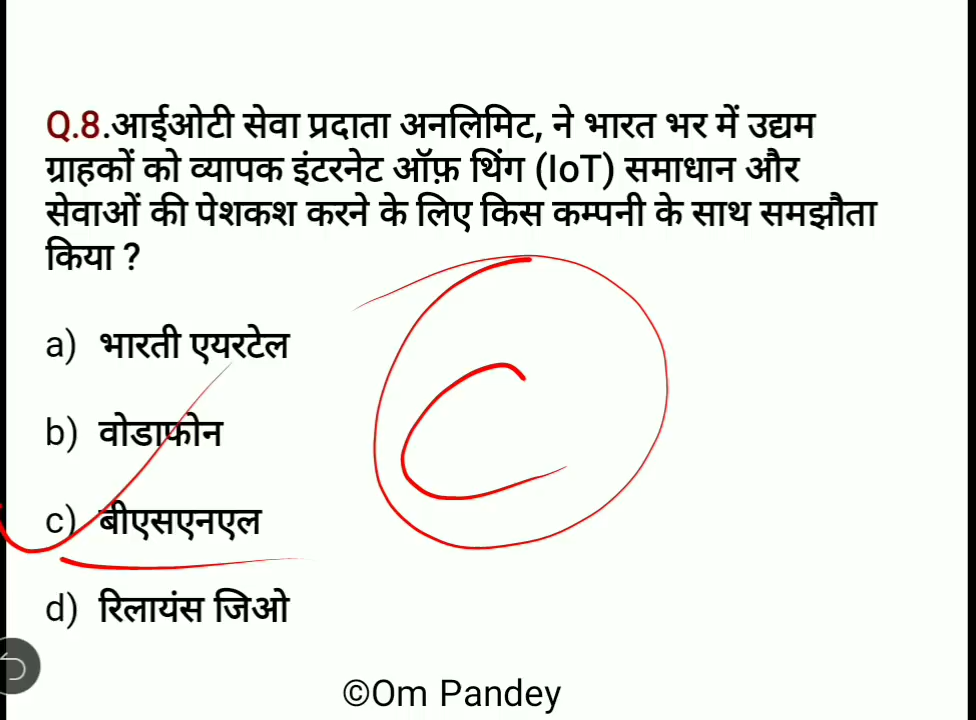 Q.8.आईओटी सेवा प्रदाता अनलिमिट, ने भारत भर में उद्यम
ग्राहकों को व्यापक इंटरनेट ऑफ़ थिंग (IoT) समाधान और
सेवाओं की पेशकश करने के लिए किस कम्पनी के साथ समझौता
किया ?
a) भारती एयरटेल
b) वोडाफोन
c) बीएसएनएल
d) रिलायंस जिओ
C
©Om Pandey